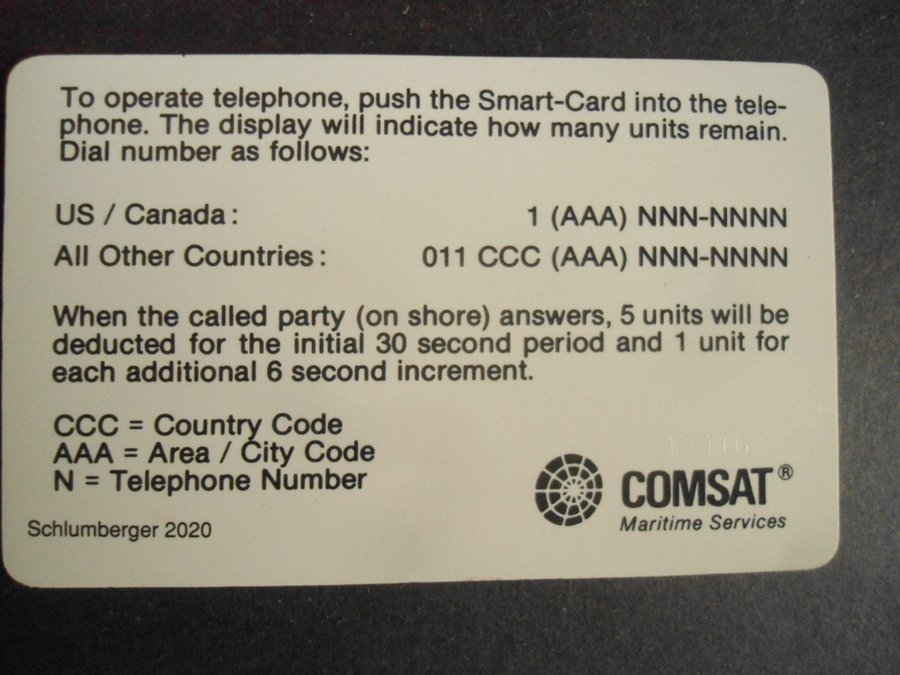 To operate telephone, push the Smart-Card into the tele-
phone. The display will indicate how many units remain.
Dial number as follows:
US / Canada: 1 (AAA) NNN-NNNN
All Other Countries: 011 CCC (AAA) NNN-NNNN
When the called party (on shore) answers, 5 units will be
deducted for the initial 30 second period and 1 unit for
each additional 6 second increment.
CCC = Country Code
AAA = Area / City Code
N = Telephone Number
COMSAT®
Maritime Services
Schlumberger 2020